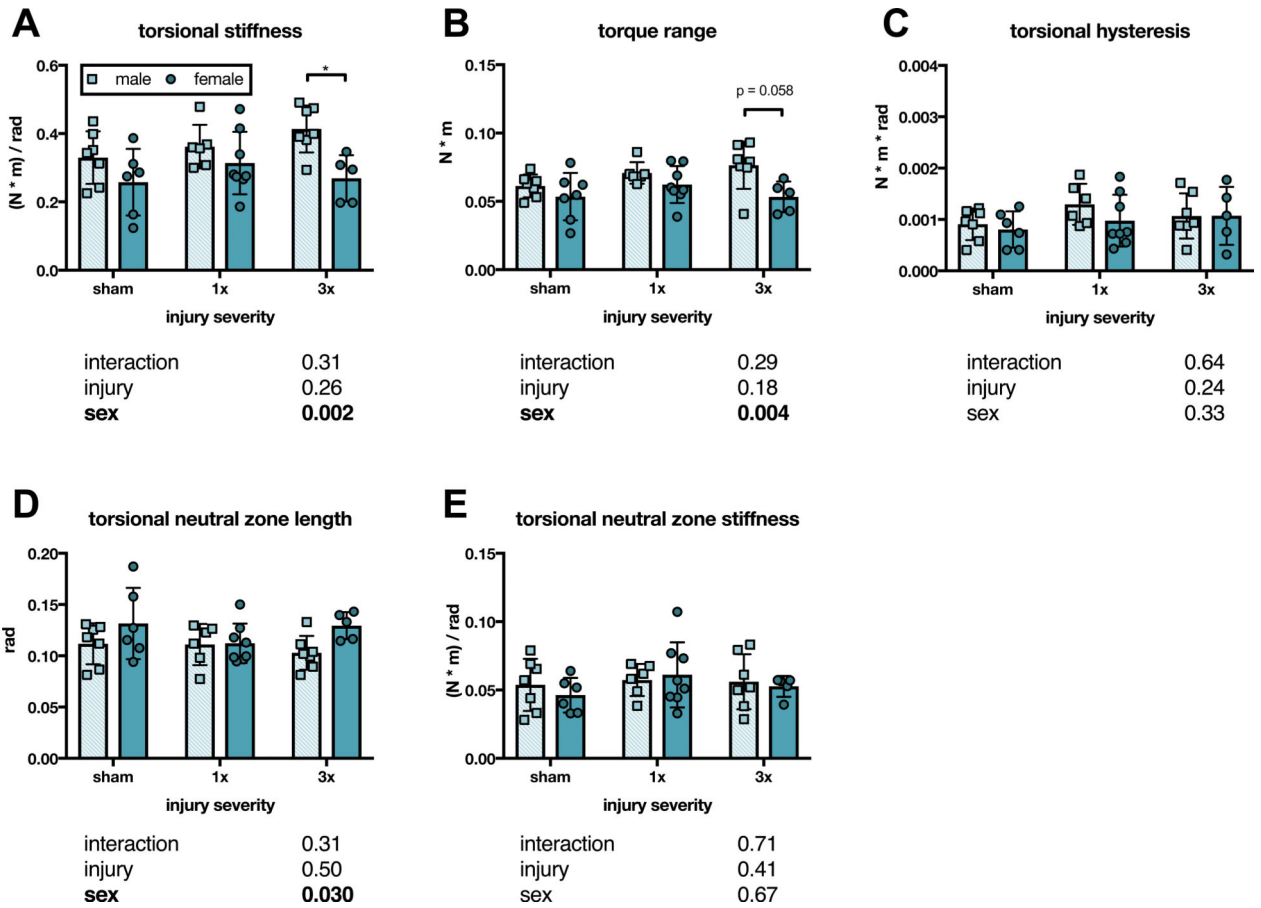 A
torsional stiffness
male female
*
(N * m) / rad
0.6
0.4
0.2
0.0
sham 1x 3x
injury severity
interaction 0.31
injury 0.26
sex 0.002
B
torque range
p = 0.058
N * m
0.15
0.10
0.05
0.00
sham 1x 3x
injury severity
interaction 0.29
injury 0.18
sex 0.004
C
torsional hysteresis
N * m * rad
0.004
0.003
0.002
0.001
0.000
sham 1x 3x
injury severity
interaction 0.64
injury 0.24
sex 0.33
D
torsional neutral zone length
rad
0.20
0.15
0.10
0.05
0.00
sham 1x 3x
injury severity
interaction 0.31
injury 0.50
sex 0.030
E
torsional neutral zone stiffness
(N * m) / rad
0.15
0.10
0.05
0.00
sham 1x 3x
injury severity
interaction 0.71
injury 0.41
sex 0.67